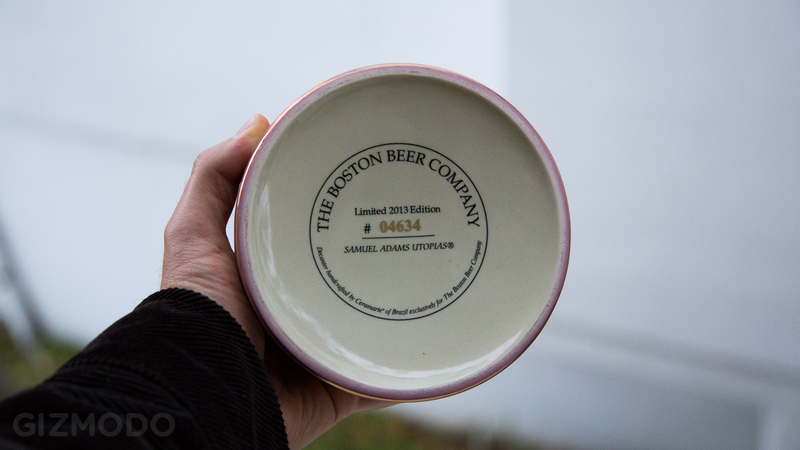 THE BOSTON BEER COMPANY
Limited 2013 Edition
# 04634
SAMUEL ADAMS UTOPIAS®
Decanter handcrafted by Ceramarte® of Brazil exclusively for The Boston Beer Company
GIZMODO